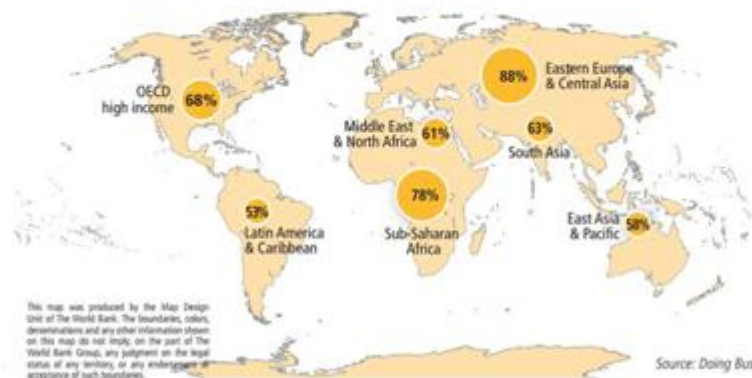 OECD
high income
68%
88%
Eastern Europe
& Central Asia
Middle East
& North Africa
61%
63%
South Asia
78%
Sub-Saharan
Africa
53%
Latin America
& Caribbean
East Asia
& Pacific
58%
This map was produced by the Map Design
Unit of The World Bank. The boundaries, colors,
denominations and any other information shown
on this map do not imply, on the part of The
World Bank Group, any judgment on the legal
status of any territory, or any endorsement or
acceptance of such boundaries.
Source: Doing Bus